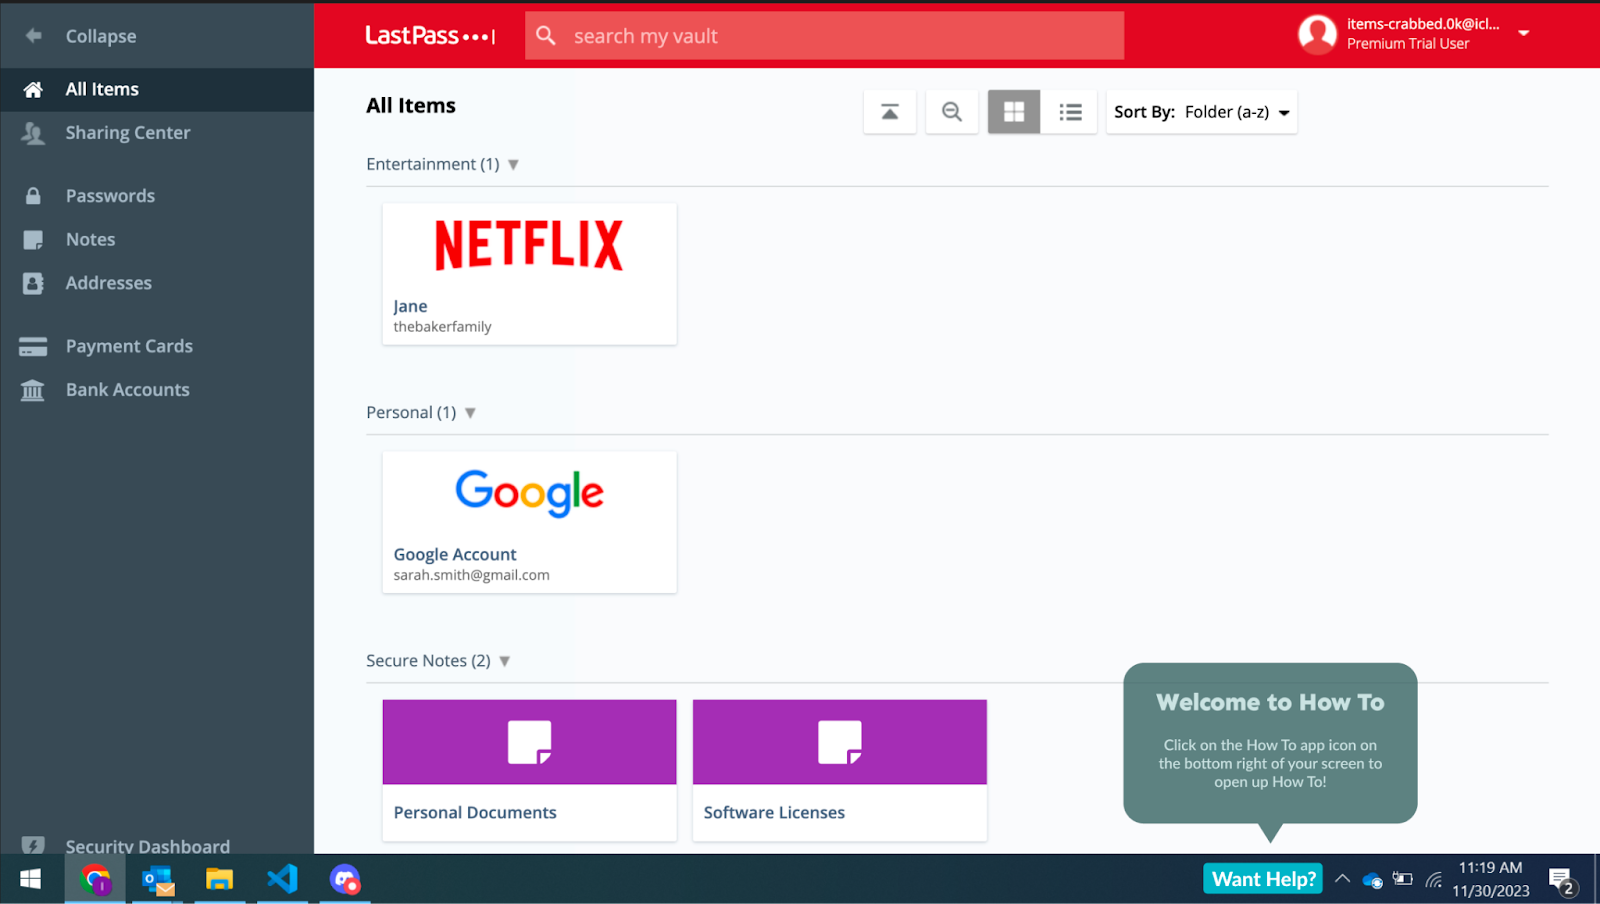 Collapse
All Items
Sharing Center
Passwords
Notes
Addresses
Payment Cards
Bank Accounts
Security Dashboard
LastPass
search my vault
items-crabbed.0k@icl...
Premium Trial User
All Items
Sort By: Folder (a-z)
Entertainment (1)
NETFLIX
Jane
thebakerfamily
Personal (1)
Google
Google Account
sarah.smith@gmail.com
Secure Notes (2)
Personal Documents
Software Licenses
Welcome to How To
Click on the How To app icon on
the bottom right of your screen to
open up How To!
Want Help?
11:19 AM
11/30/2023
2